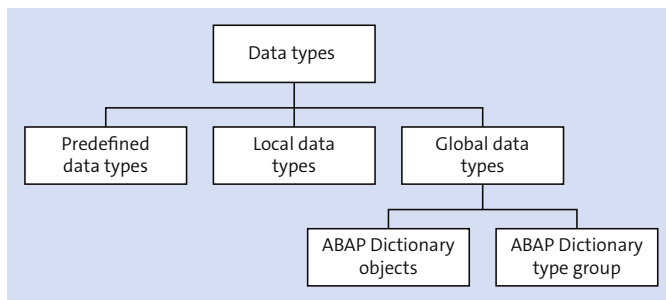 Data types
Predefined
data types
Local data
types
Global data
types
ABAP Dictionary
objects
ABAP Dictionary
type group